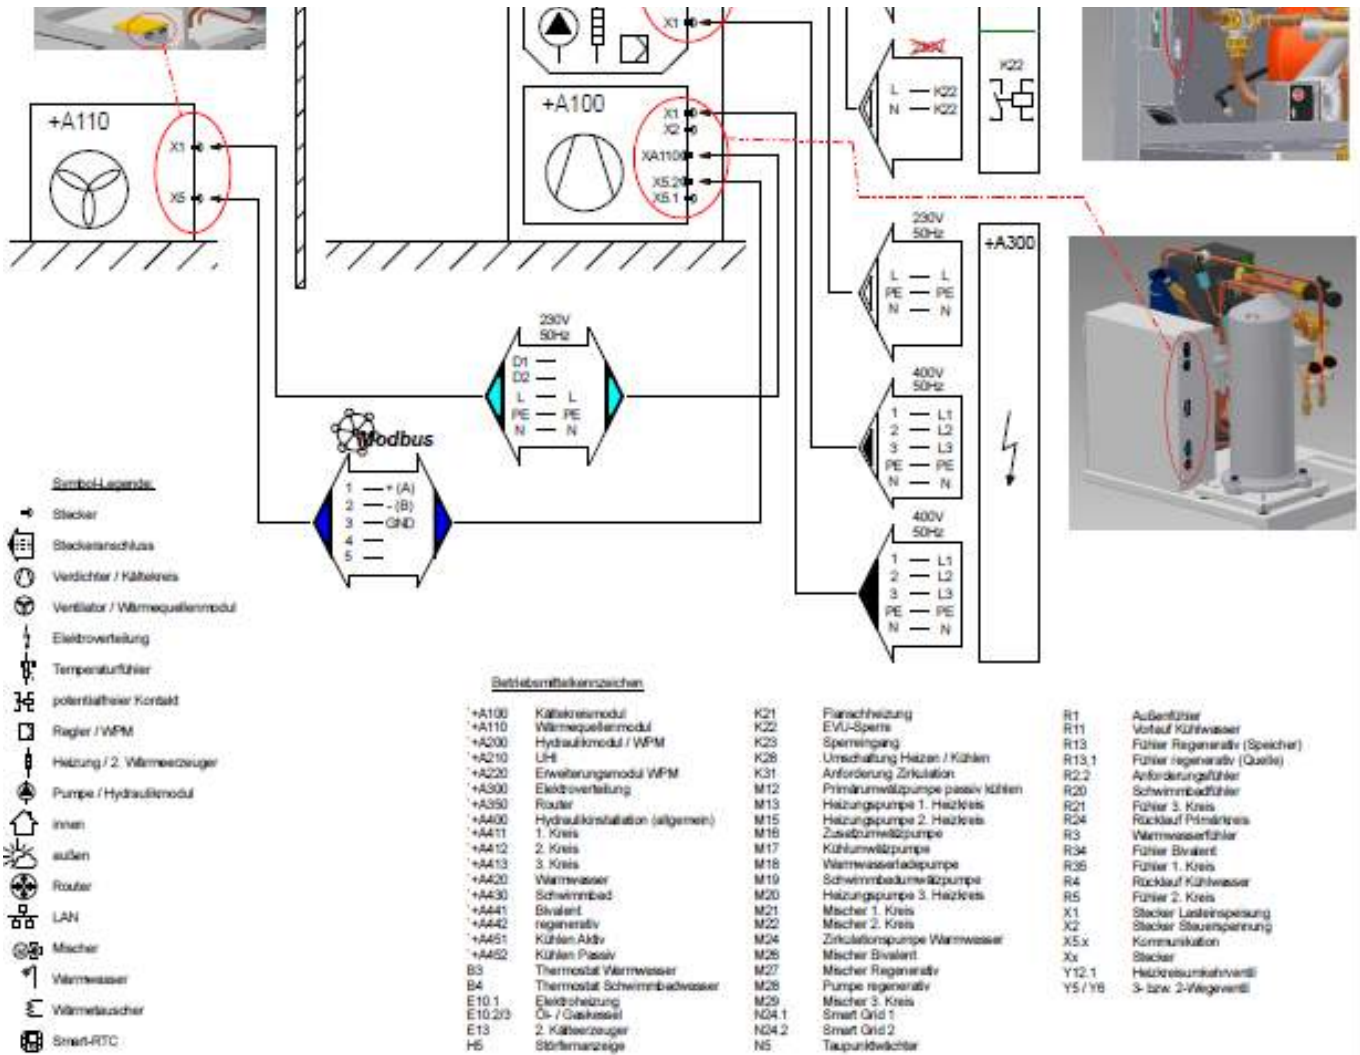 X1
+A110
X1
X5
+A100
X1
X2
XA110
X5.2
X5.1
L — K22
N — K22
K22
230V
50Hz
L — L
PE — PE
N — N
+A300
230V
50Hz
D1 —
D2 —
L — L
PE — PE
N — N
400V
50Hz
1 — L1
2 — L2
3 — L3
PE — PE
N — N
Modbus
1 — + (A)
2 — - (B)
3 — GND
4 —
5 —
400V
50Hz
1 — L1
2 — L2
3 — L3
PE — PE
N — N
Symbol-Legende:
Stecker
Steckeranschluss
Verdichter / Kältekreis
Ventilator / Wärmequellenmodul
Elektroverteilung
Temperaturfühler
potentialfreier Kontakt
Regler / WPM
Heizung / 2. Wärmeerzeuger
Pumpe / Hydraulikmodul
innen
außen
Router
LAN
Mischer
Warmwasser
Wärmetauscher
Smart-RTC
Betriebsmittelkennzeichen
+A100 Kältekreismodul
+A110 Wärmequellenmodul
+A200 Hydraulikmodul / WPM
+A210 UHI
+A220 Erweiterungsmodul WPM
+A300 Elektroverteilung
+A350 Router
+A400 Hydraulikinstallation (allgemein)
+A411 1. Kreis
+A412 2. Kreis
+A413 3. Kreis
+A420 Warmwasser
+A430 Schwimmbad
+A441 Bivalent
+A442 regenerativ
+A451 Kühlen Aktiv
+A452 Kühlen Passiv
B3 Thermostat Warmwasser
B4 Thermostat Schwimmbadwasser
E10.1 Elektroheizung
E10.2/3 Öl- / Gaskessel
E13 2. Kälteerzeuger
H5 Störfernanzeige
K21 Flanschheizung
K22 EVU-Sperre
K23 Sperreingang
K28 Umschaltung Heizen / Kühlen
K31 Anforderung Zirkulation
M12 Primärumwälzpumpe passiv kühlen
M13 Heizungspumpe 1. Heizkreis
M15 Heizungspumpe 2. Heizkreis
M16 Zusatzumwälzpumpe
M17 Kühlumwälzpumpe
M18 Warmwasserladepumpe
M19 Schwimmbadumwälzpumpe
M20 Heizungspumpe 3. Heizkreis
M21 Mischer 1. Kreis
M22 Mischer 2. Kreis
M24 Zirkulationspumpe Warmwasser
M26 Mischer Bivalent
M27 Mischer Regenerativ
M28 Pumpe regenerativ
M29 Mischer 3. Kreis
N24.1 Smart Grid 1
N24.2 Smart Grid 2
N5 Taupunktwächter
R1 Außenfühler
R11 Vorlauf Kühlwasser
R13 Fühler Regenerativ (Speicher)
R13.1 Fühler regenerativ (Quelle)
R2.2 Anforderungsfühler
R20 Schwimmbadfühler
R21 Fühler 3. Kreis
R24 Rücklauf Primärkreis
R3 Warmwasserfühler
R34 Fühler Bivalent
R35 Fühler 1. Kreis
R4 Rücklauf Kühlwasser
R5 Fühler 2. Kreis
X1 Stecker Lasteinspeisung
X2 Stecker Steuerspannung
X5.x Kommunikation
Xx Stecker
Y12.1 Heizkreisumkehrventil
Y5 / Y6 3- bzw. 2-Wegeventil